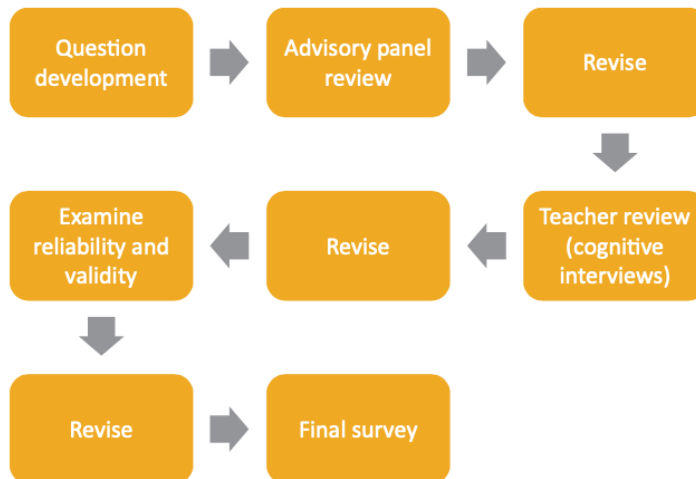 Question
development
Advisory panel
review
Revise
Teacher review
(cognitive
interviews)
Revise
Examine
reliability and
validity
Revise
Final survey